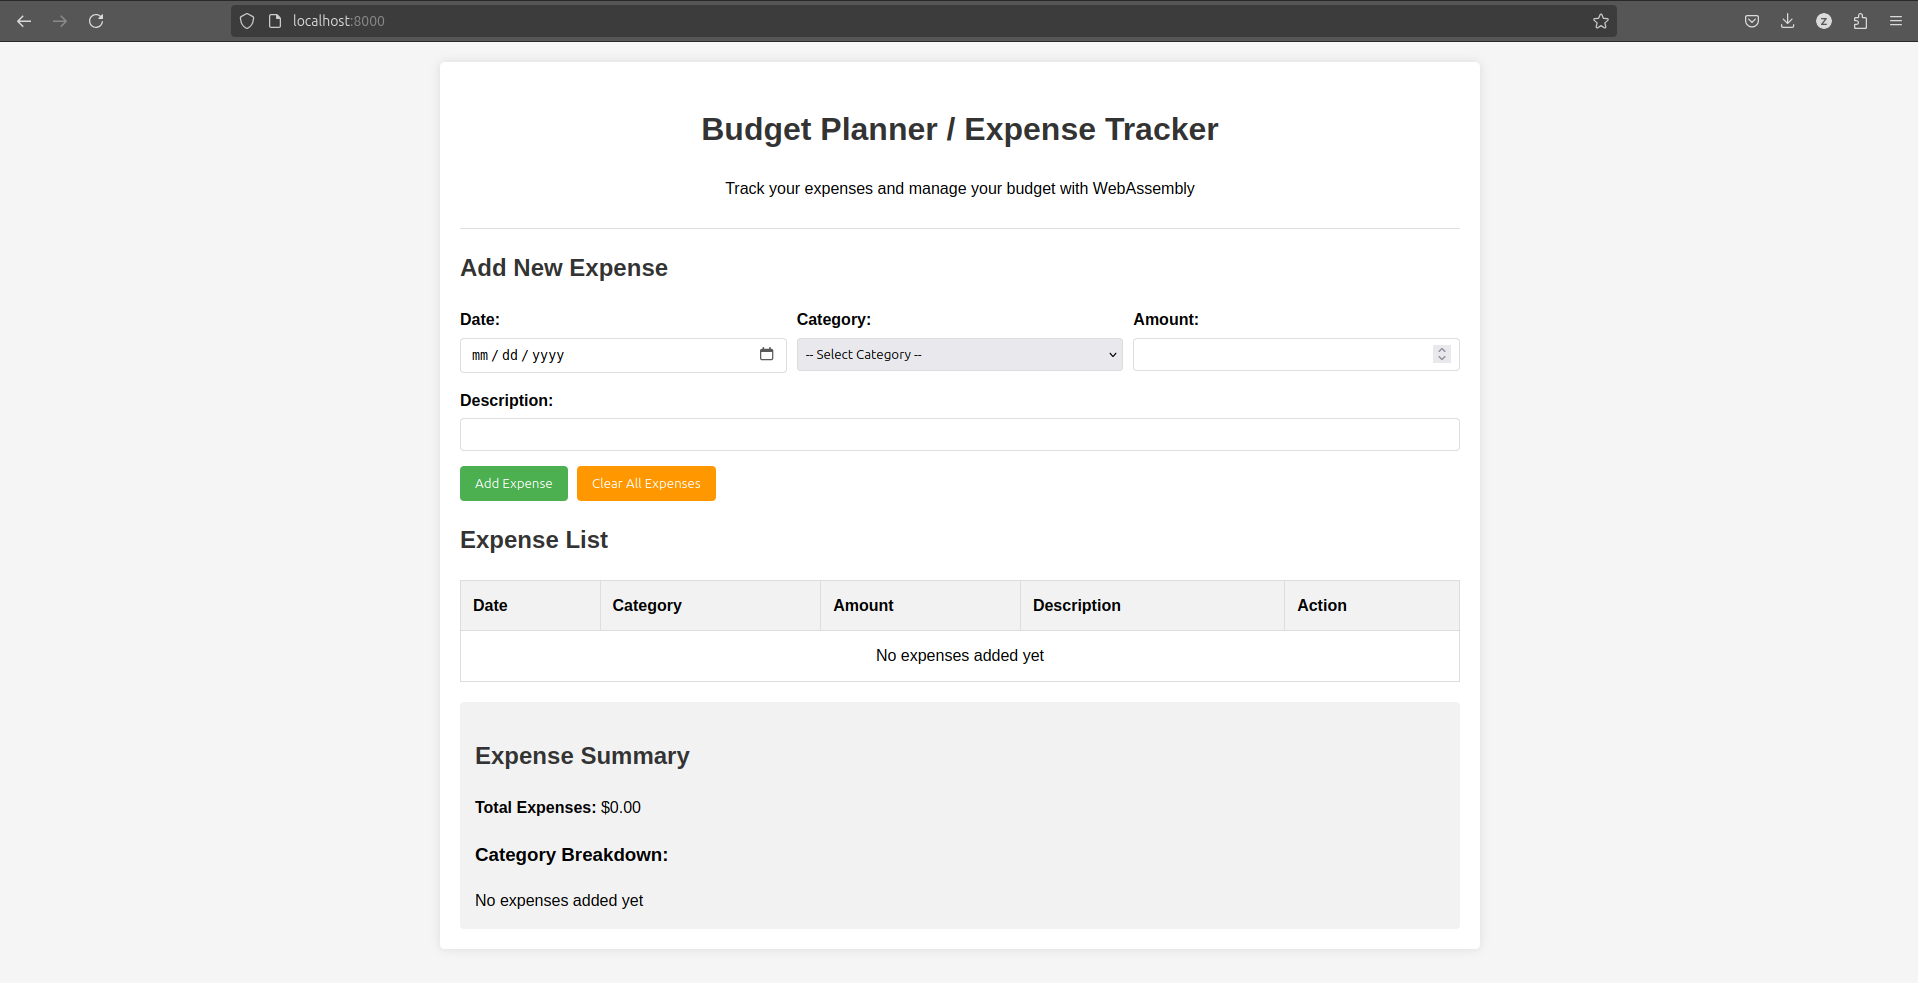 localhost:8000
Z
Budget Planner / Expense Tracker
Track your expenses and manage your budget with WebAssembly
Add New Expense
Date: Category: Amount:
mm / dd / yyyy -- Select Category --
Description:
Add Expense Clear All Expenses
Expense List
Date Category Amount Description Action
No expenses added yet
Expense Summary
Total Expenses: $0.00
Category Breakdown:
No expenses added yet